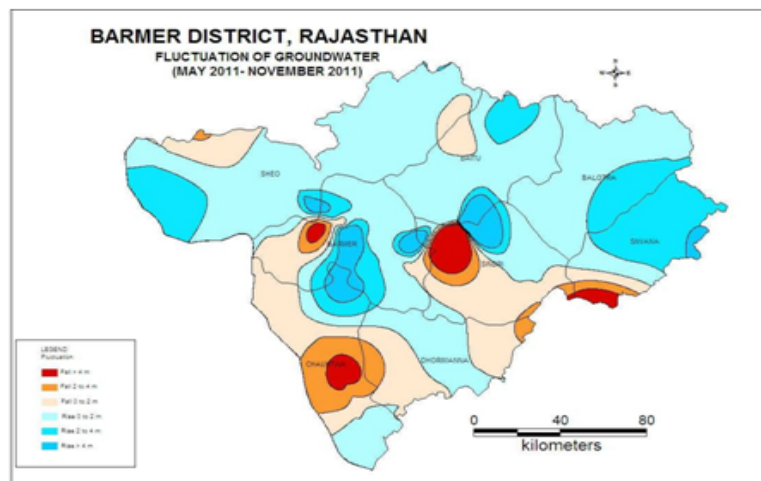 BARMER DISTRICT, RAJASTHAN
FLUCTUATION OF GROUNDWATER
(MAY 2011- NOVEMBER 2011)
N
W E
S
BAYTU
SHEO
BALOTRA
BARMER
SIWANA
CHAUHTAN
DHORIMANNA
LEGEND
Fluctuation
Fall > 4 m
Fall 2 to 4 m
Fall 0 to 2 m
Rise 0 to 2 m
Rise 2 to 4 m
Rise > 4 m
0 40 80
kilometers